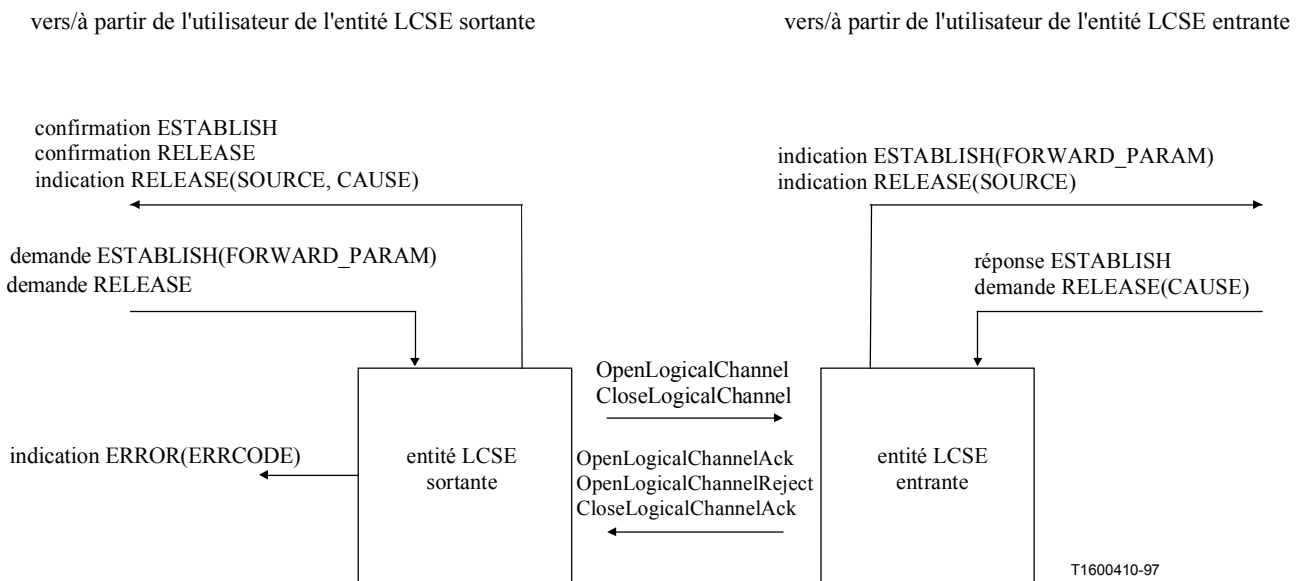 vers/à partir de l'utilisateur de l'entité LCSE sortante
vers/à partir de l'utilisateur de l'entité LCSE entrante
confirmation ESTABLISH
confirmation RELEASE
indication RELEASE(SOURCE, CAUSE)
indication ESTABLISH(FORWARD_PARAM)
indication RELEASE(SOURCE)
demande ESTABLISH(FORWARD_PARAM)
demande RELEASE
réponse ESTABLISH
demande RELEASE(CAUSE)
OpenLogicalChannel
CloseLogicalChannel
indication ERROR(ERRCODE)
entité LCSE
sortante
OpenLogicalChannelAck
OpenLogicalChannelReject
CloseLogicalChannelAck
entité LCSE
entrante
T1600410-97